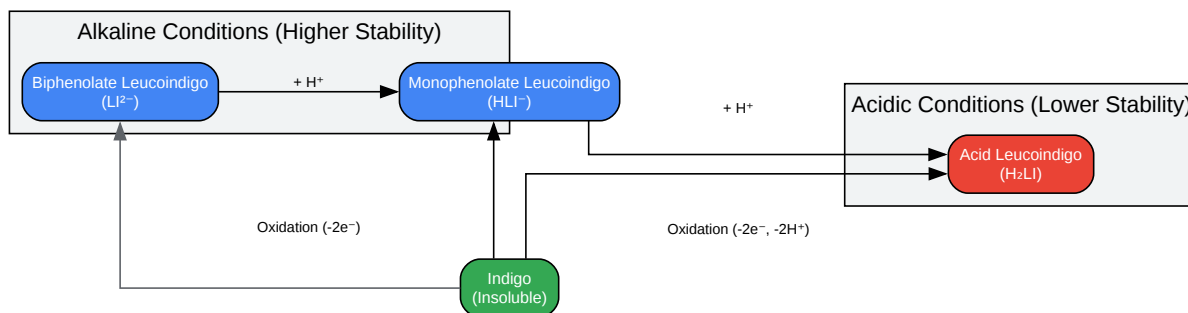 Alkaline Conditions (Higher Stability)
Biphenolate Leucoindigo
(LI²⁻)
+ H⁺
Monophenolate Leucoindigo
(HLI⁻)
+ H⁺
Acidic Conditions (Lower Stability)
Acid Leucoindigo
(H₂LI)
Oxidation (-2e⁻)
Oxidation (-2e⁻, -2H⁺)
Indigo
(Insoluble)